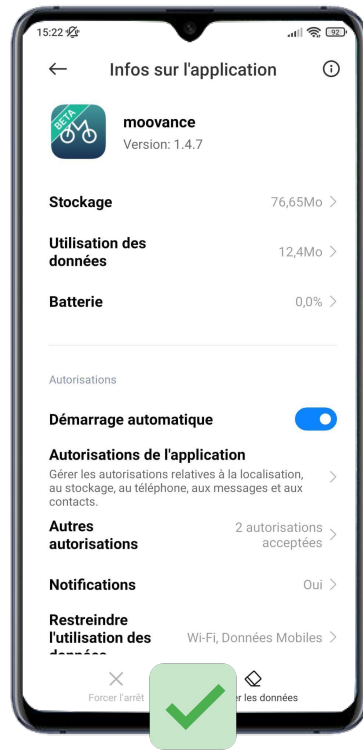 15:22
92
Infos sur l'application
BETA
moovance
Version: 1.4.7
Stockage
76,65Mo
Utilisation des
données
12,4Mo
Batterie
0,0%
Autorisations
Démarrage automatique
Autorisations de l'application
Gérer les autorisations relatives à la localisation,
au stockage, au téléphone, aux messages et aux
contacts.
Autres
autorisations
2 autorisations
acceptées
Notifications
Oui
Restreindre
l'utilisation des
données
Wi-Fi, Données Mobiles
Forcer l'arrêt
er les données